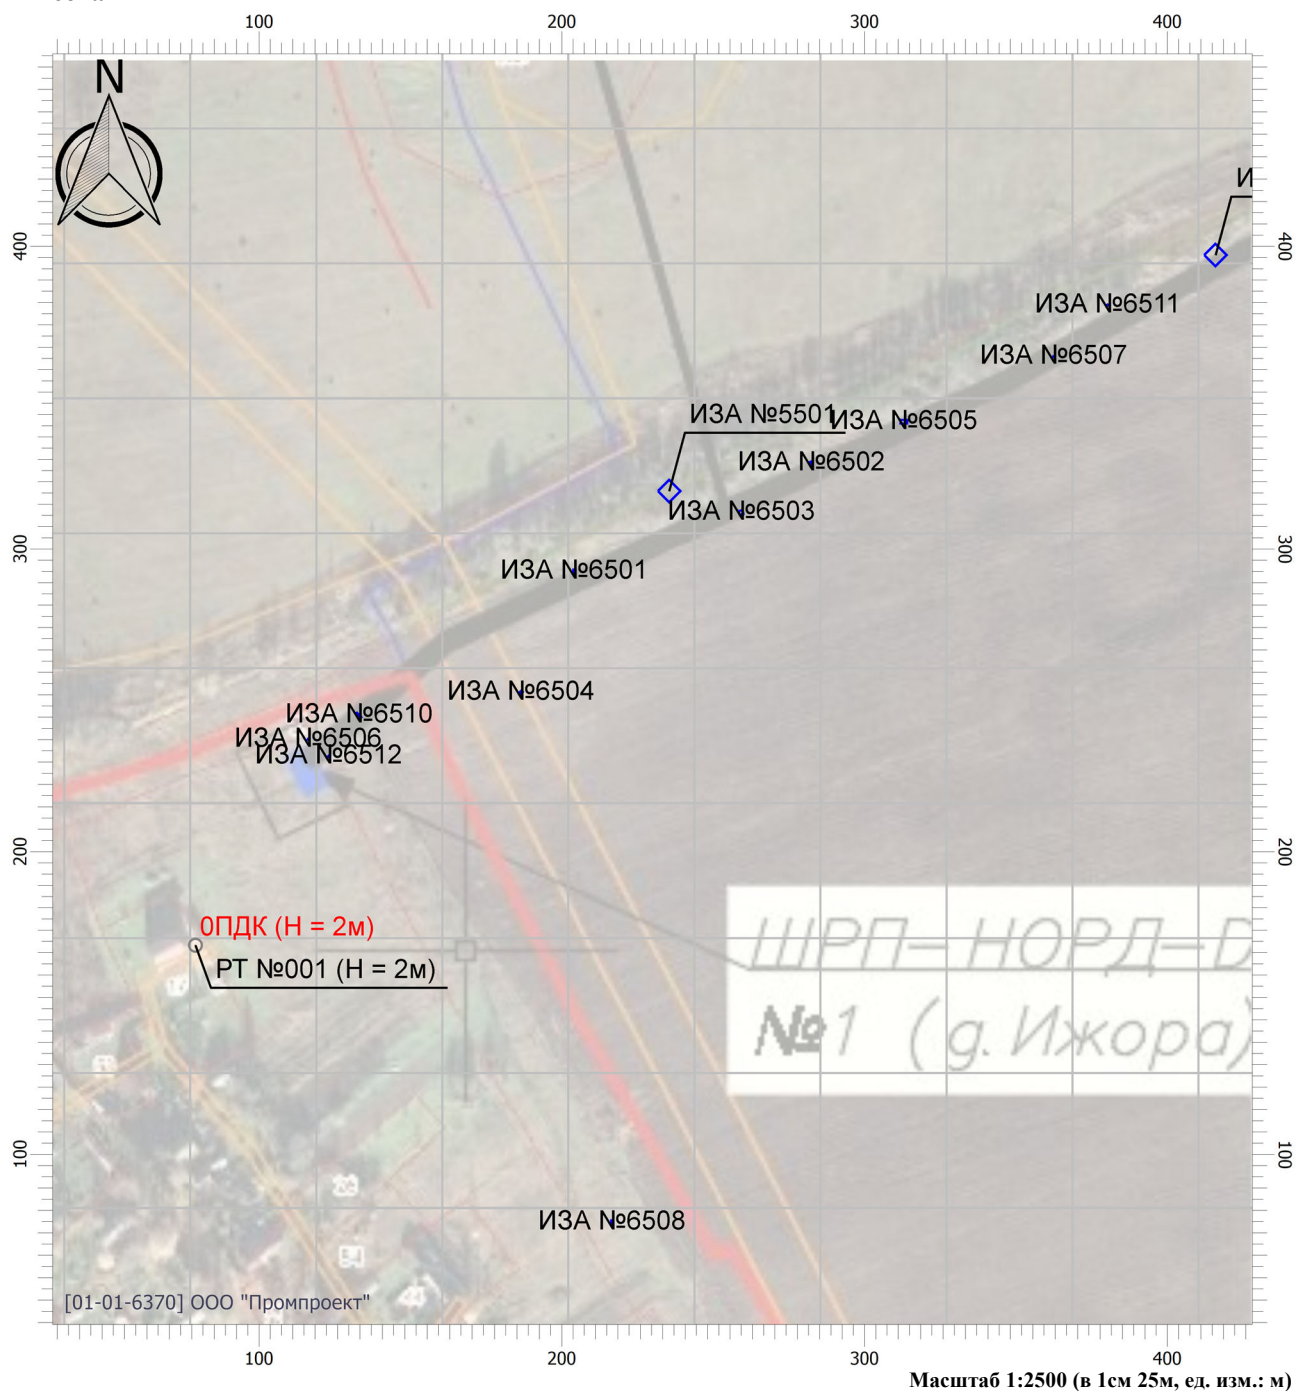 100 200 300 400
N
И
400 400
ИЗА №6511
ИЗА №6507
ИЗА №5501
ИЗА №6505
ИЗА №6502
ИЗА №6503
300 300
ИЗА №6501
ИЗА №6504
ИЗА №6510
ИЗА №6506
ИЗА №6512
200 200
0ПДК (Н = 2м)
РТ №001 (Н = 2м)
ШРП– НОРД–D
№1 (д. Ижора)
100 100
ИЗА №6508
[01-01-6370] ООО "Промпроект"
100 200 300 400
Масштаб 1:2500 (в 1см 25м, ед. изм.: м)